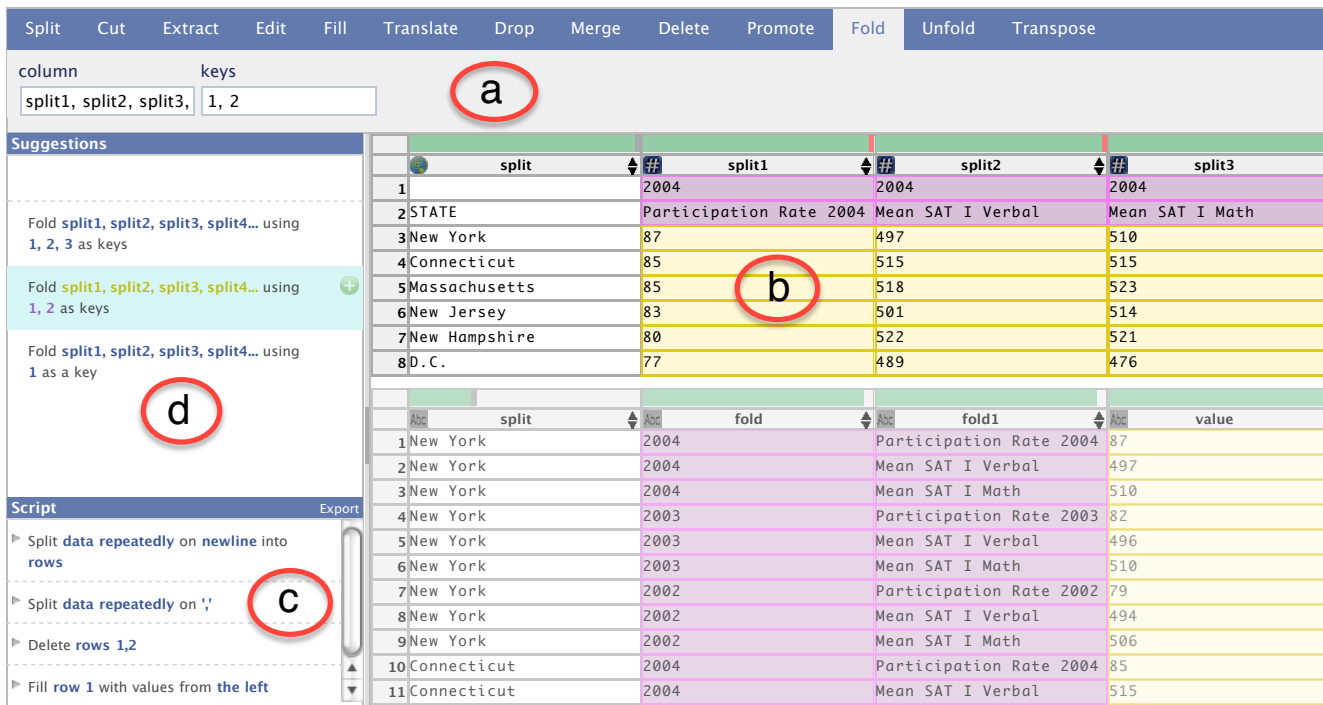 Split Cut Extract Edit Fill Translate Drop Merge Delete Promote Fold Unfold Transpose
column keys
split1, split2, split3, 1, 2
a
Suggestions
Fold split1, split2, split3, split4... using
1, 2, 3 as keys
Fold split1, split2, split3, split4... using
1, 2 as keys
Fold split1, split2, split3, split4... using
1 as a key
d
Script Export
Split data repeatedly on newline into
rows
Split data repeatedly on ','
Delete rows 1,2
Fill row 1 with values from the left
c
# # #
split split1 split2 split3
1 2004 2004 2004
2 STATE Participation Rate 2004 Mean SAT I Verbal Mean SAT I Math
3 New York 87 497 510
4 Connecticut 85 515 515
5 Massachusetts 85 518 523
6 New Jersey 83 501 514
7 New Hampshire 80 522 521
8 D.C. 77 489 476
b
Abc split Abc fold Abc fold1 Abc value
1 New York 2004 Participation Rate 2004 87
2 New York 2004 Mean SAT I Verbal 497
3 New York 2004 Mean SAT I Math 510
4 New York 2003 Participation Rate 2003 82
5 New York 2003 Mean SAT I Verbal 496
6 New York 2003 Mean SAT I Math 510
7 New York 2002 Participation Rate 2002 79
8 New York 2002 Mean SAT I Verbal 494
9 New York 2002 Mean SAT I Math 506
10 Connecticut 2004 Participation Rate 2004 85
11 Connecticut 2004 Mean SAT I Verbal 515